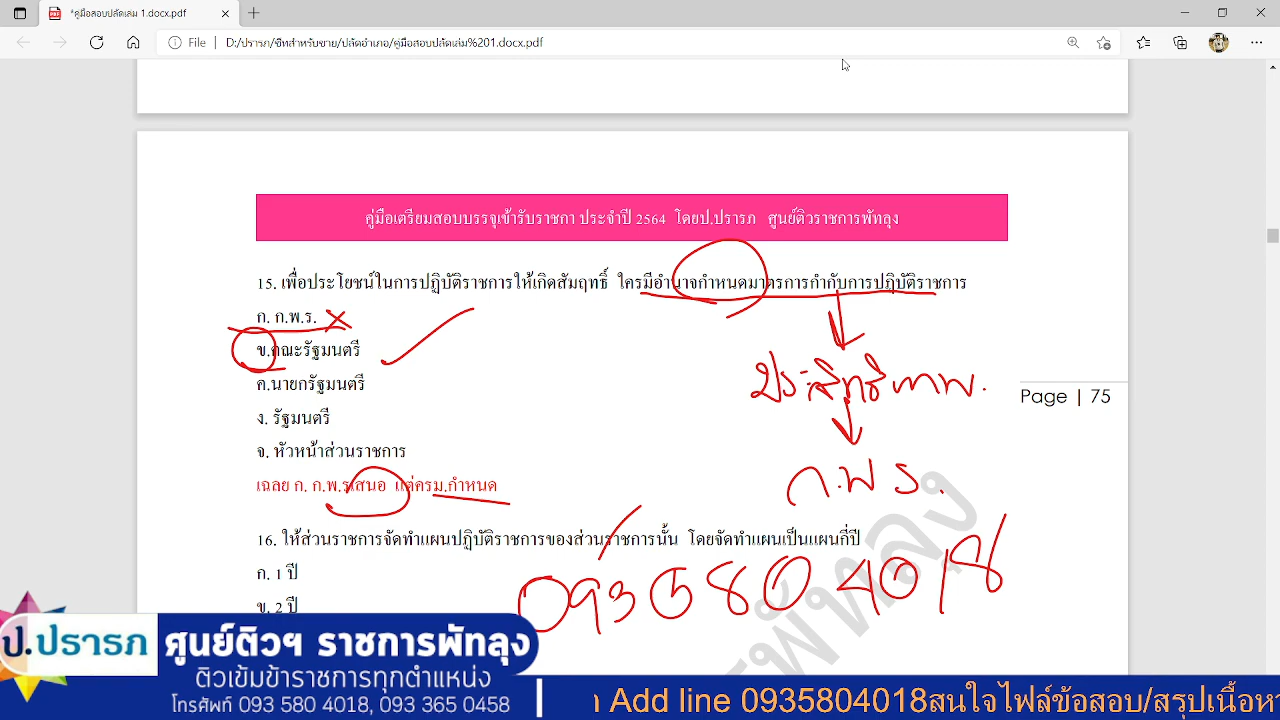 *คู่มือสอบปลัดเล่ม 1.docx.pdf
File | D:/ปรารภ/ชีทสำหรับขาย/ปลัดอำเภอ/คู่มือสอบปลัดเล่ม%201.docx.pdf
คู่มือเตรียมสอบบรรจุเข้ารับราชกา ประจำปี 2564 โดยป.ปรารภ ศูนย์ติวราชการพัทลุง
15. เพื่อประโยชน์ในการปฏิบัติราชการให้เกิดสัมฤทธิ์ ใครมีอำนาจกำหนดมาตรการกำกับการปฏิบัติราชการ
ก. ก.พ.ร.
ข.คณะรัฐมนตรี
ค.นายกรัฐมนตรี
ง. รัฐมนตรี
จ. หัวหน้าส่วนราชการ
เฉลย ก. ก.พ.ร.เสนอ แต่ครม.กำหนด
ประสิทธิภาพ.
ก.พ ร.
Page | 75
16. ให้ส่วนราชการจัดทำแผนปฏิบัติราชการของส่วนราชการนั้น โดยจัดทำแผนเป็นแผนกี่ปี
ก. 1 ปี
ข. 2 ปี
093580 4018
รพัทลุง
ป.ปรารภ
ศูนย์ติวฯ ราชการพัทลุง
ติวเข้มข้าราชการทุกตำแหน่ง
โทรศัพท์ 093 580 4018, 093 365 0458
Add line 0935804018สนใจไฟล์ข้อสอบ/สรุปเนื้อหา